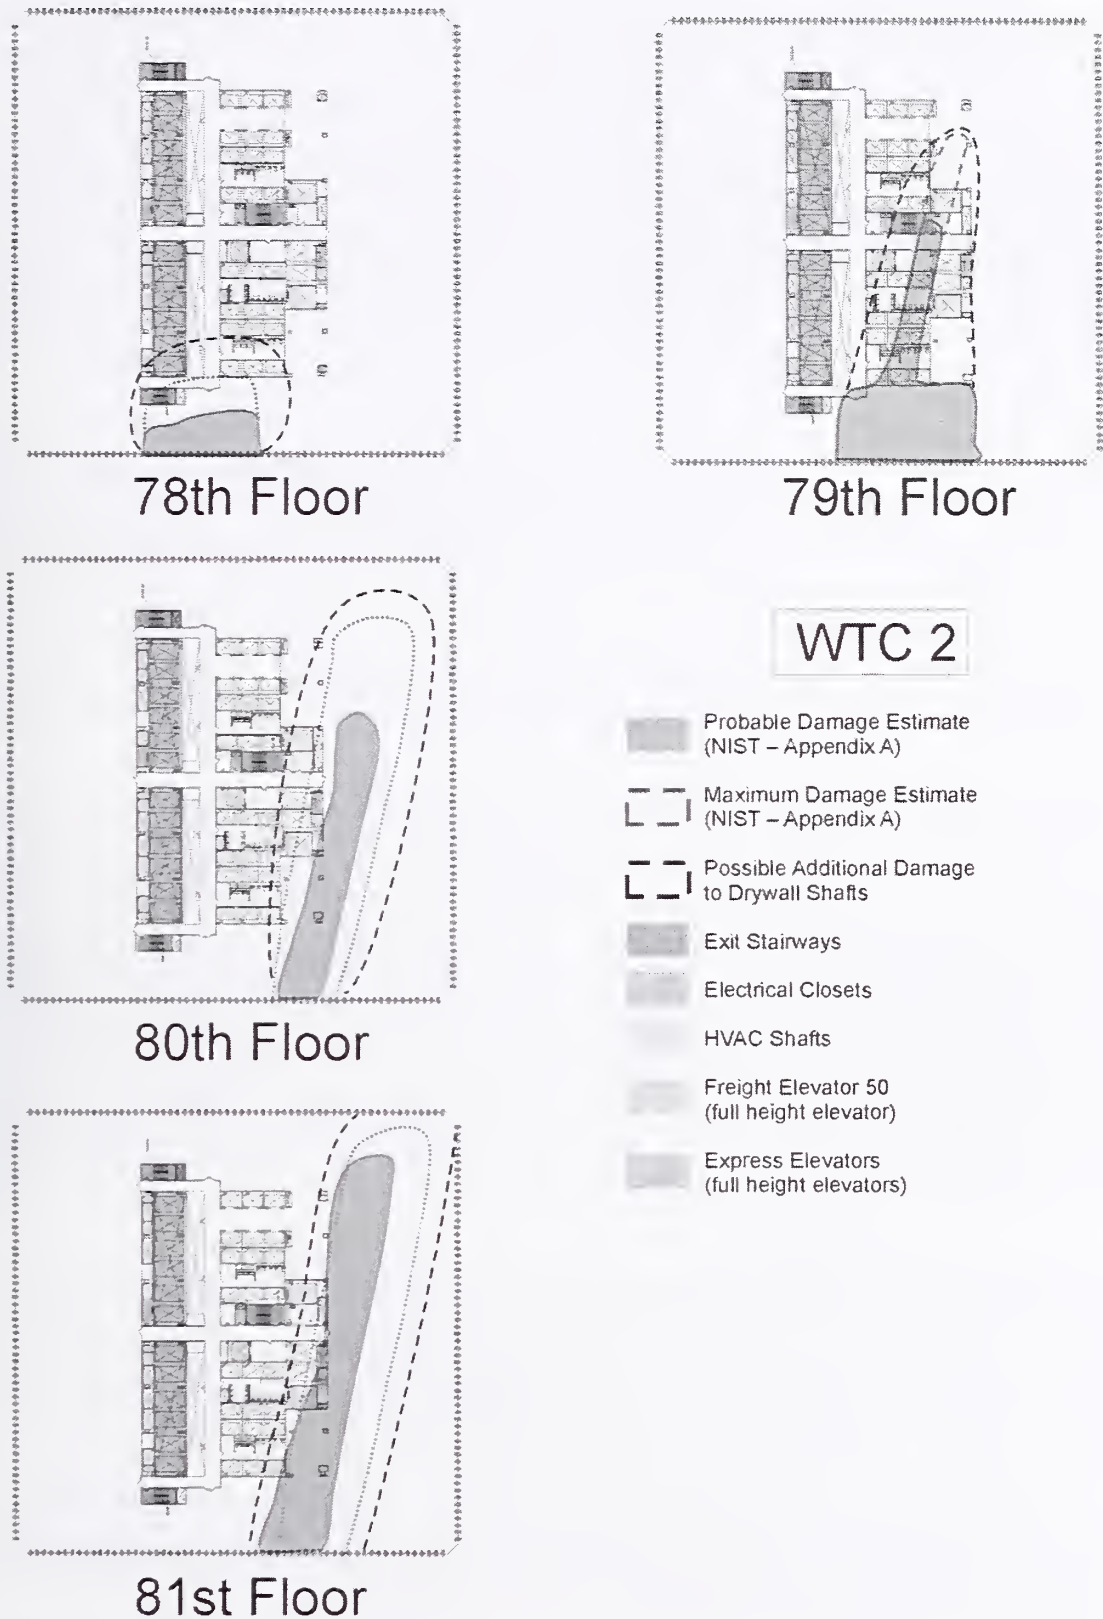 78th Floor
79th Floor
80th Floor
WTC 2
Probable Damage Estimate
(NIST – Appendix A)
Maximum Damage Estimate
(NIST – Appendix A)
Possible Additional Damage
to Drywall Shafts
Exit Stairways
Electrical Closets
HVAC Shafts
Freight Elevator 50
(full height elevator)
Express Elevators
(full height elevators)
81st Floor